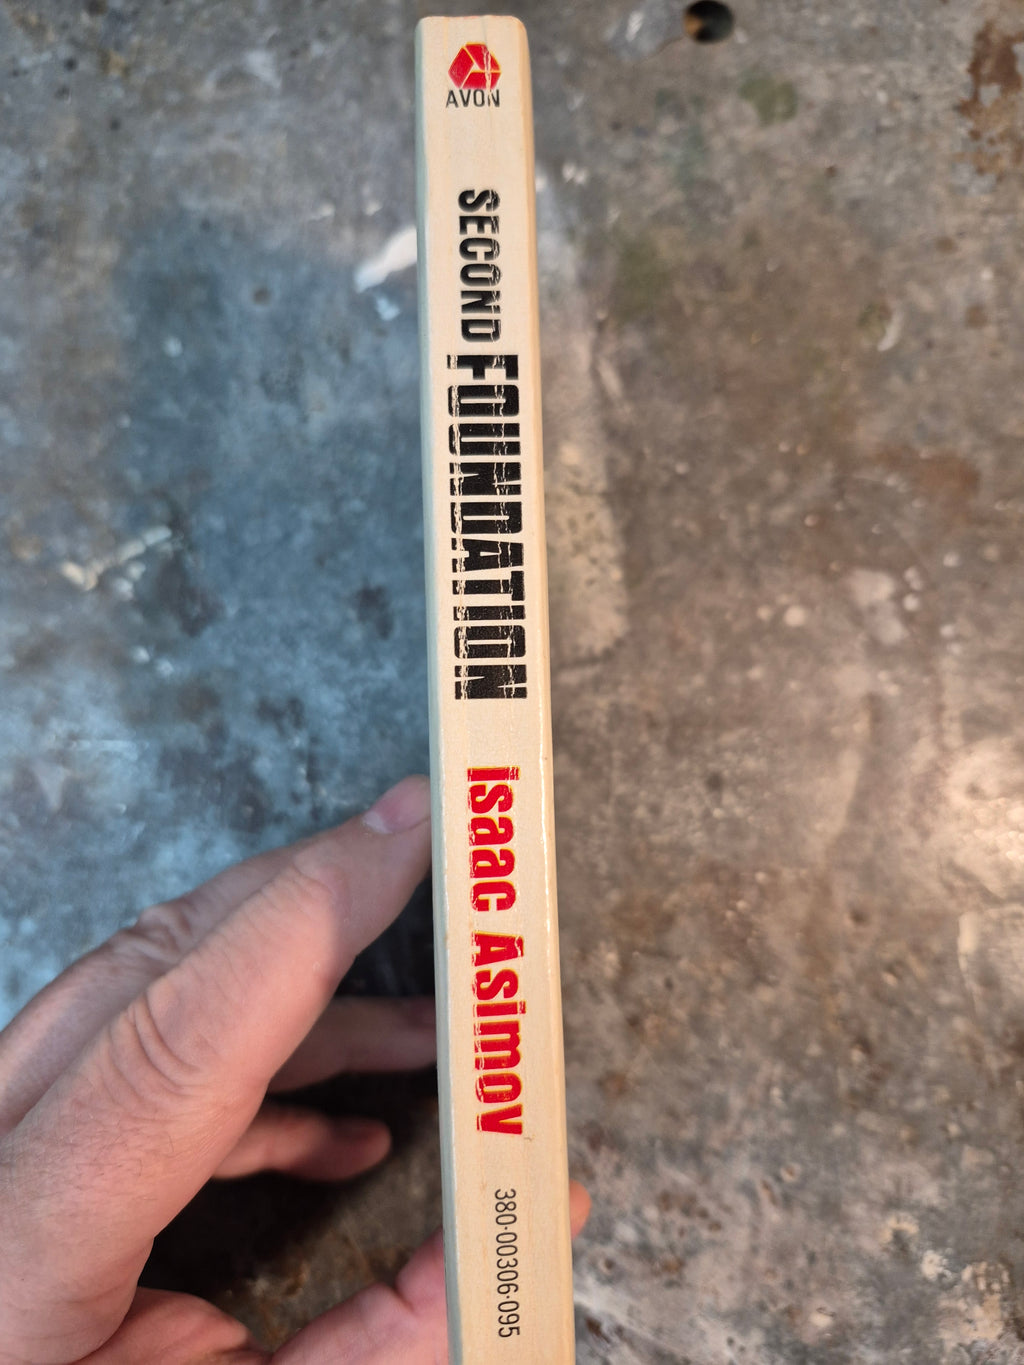 AVON
SECOND FOUNDATION
Isaac Asimov
380-00306-095